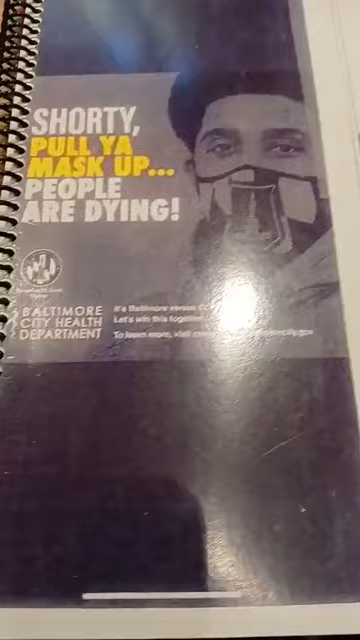 SHORTY,
PULL YA
MASK UP...
PEOPLE
ARE DYING!
BALTIMORE
CITY HEALTH
DEPARTMENT
It's Baltimore versus
Let's win this together
To learn more, visit